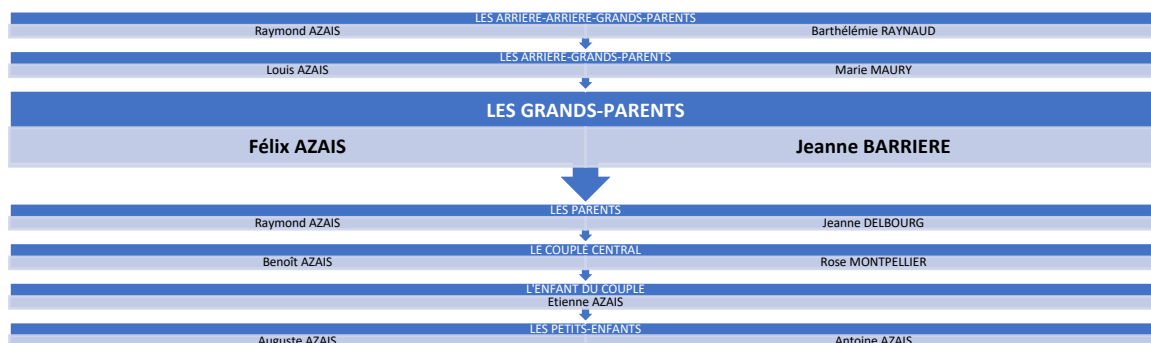 LES ARRIERE-ARRIERE-GRANDS-PARENTS
Raymond AZAIS Barthélémie RAYNAUD
LES ARRIERE-GRANDS-PARENTS
Louis AZAIS Marie MAURY
LES GRANDS-PARENTS
Félix AZAIS Jeanne BARRIERE
LES PARENTS
Raymond AZAIS Jeanne DELBOURG
LE COUPLE CENTRAL
Benoît AZAIS Rose MONTPELLIER
L'ENFANT DU COUPLE
Etienne AZAIS
LES PETITS-ENFANTS
Auguste AZAIS Antoine AZAIS